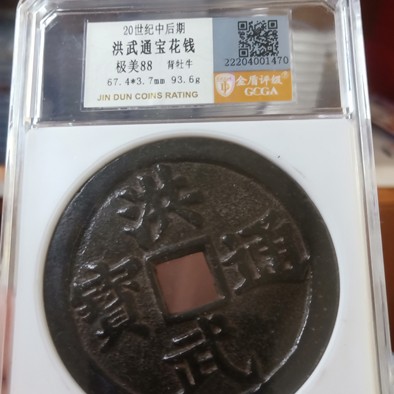 20世纪中后期
洪武通宝花钱
极美88 背牡牛
67.4*3.7mm 93.6g
JIN DUN COINS RATING
22204001470
金盾评级
GCGA
洪武通寶